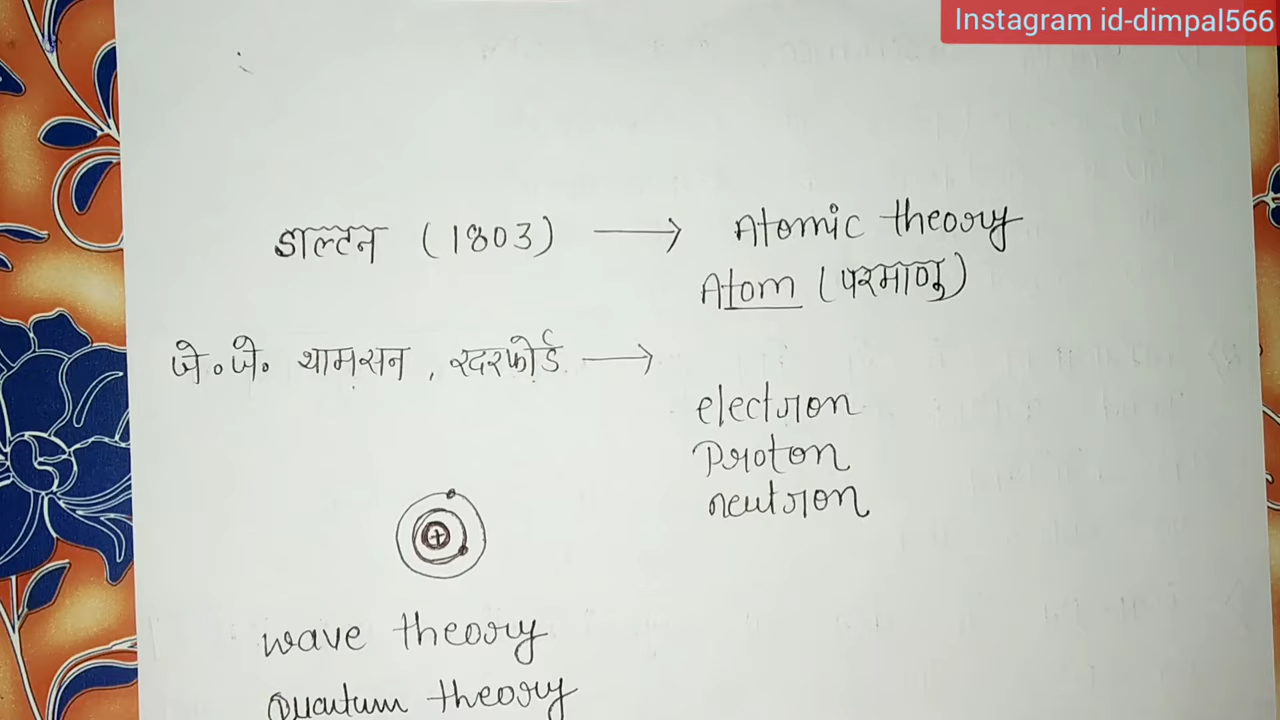 Instagram id-dimpal566
डाल्टन (1803) → Atomic theory
Atom (परमाणु)
जे॰जे॰ थामसन, रदरफोर्ड →
electron
Proton
neutron
+
wave theory
Quantum theory